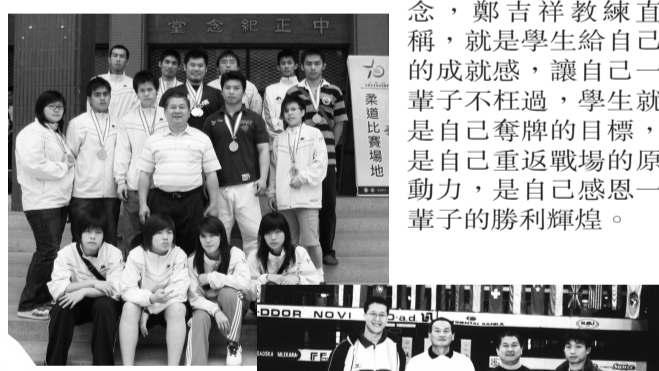 念，鄭吉祥教練直
稱，就是學生給自己
的成就感，讓自己一
輩子不枉過，學生就
是自己奪牌的目標，
是自己重返戰場的原
動力，是自己感恩一
輩子的勝利輝煌。
堂念紀正中
柔道比賽場地
ODOR NOVI
D·ad